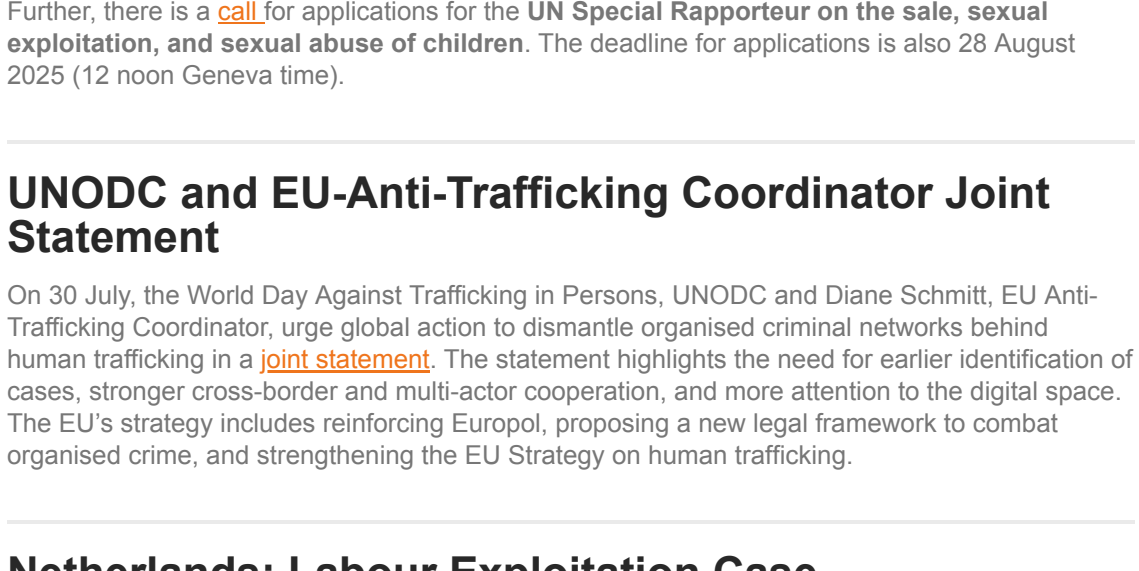 Further, there is a call for applications for the UN Special Rapporteur on the sale, sexual
exploitation, and sexual abuse of children. The deadline for applications is also 28 August
2025 (12 noon Geneva time).
UNODC and EU-Anti-Trafficking Coordinator Joint
Statement
On 30 July, the World Day Against Trafficking in Persons, UNODC and Diane Schmitt, EU Anti-
Trafficking Coordinator, urge global action to dismantle organised criminal networks behind
human trafficking in a joint statement. The statement highlights the need for earlier identification of
cases, stronger cross-border and multi-actor cooperation, and more attention to the digital space.
The EU’s strategy includes reinforcing Europol, proposing a new legal framework to combat
organised crime, and strengthening the EU Strategy on human trafficking.
Netherlands: Labour Exploitation Case